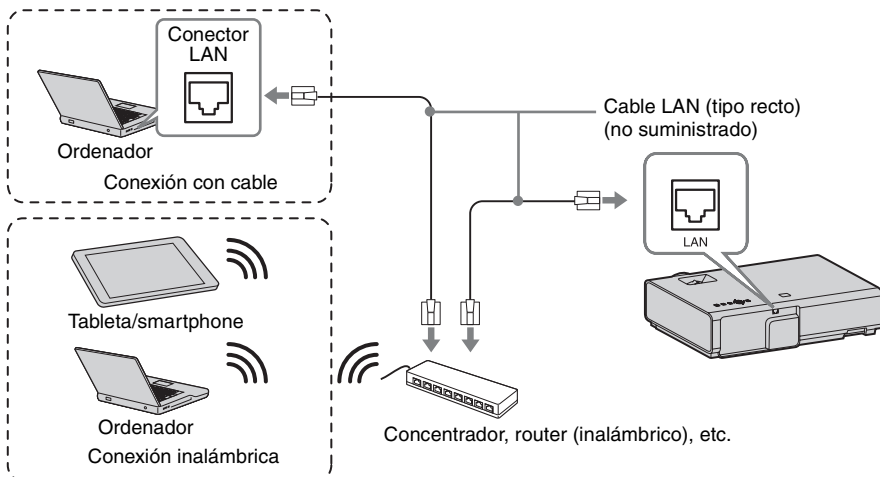 Conector
LAN
Ordenador
Conexión con cable
Cable LAN (tipo recto)
(no suministrado)
LAN
Tableta/smartphone
Ordenador
Conexión inalámbrica
Concentrador, router (inalámbrico), etc.